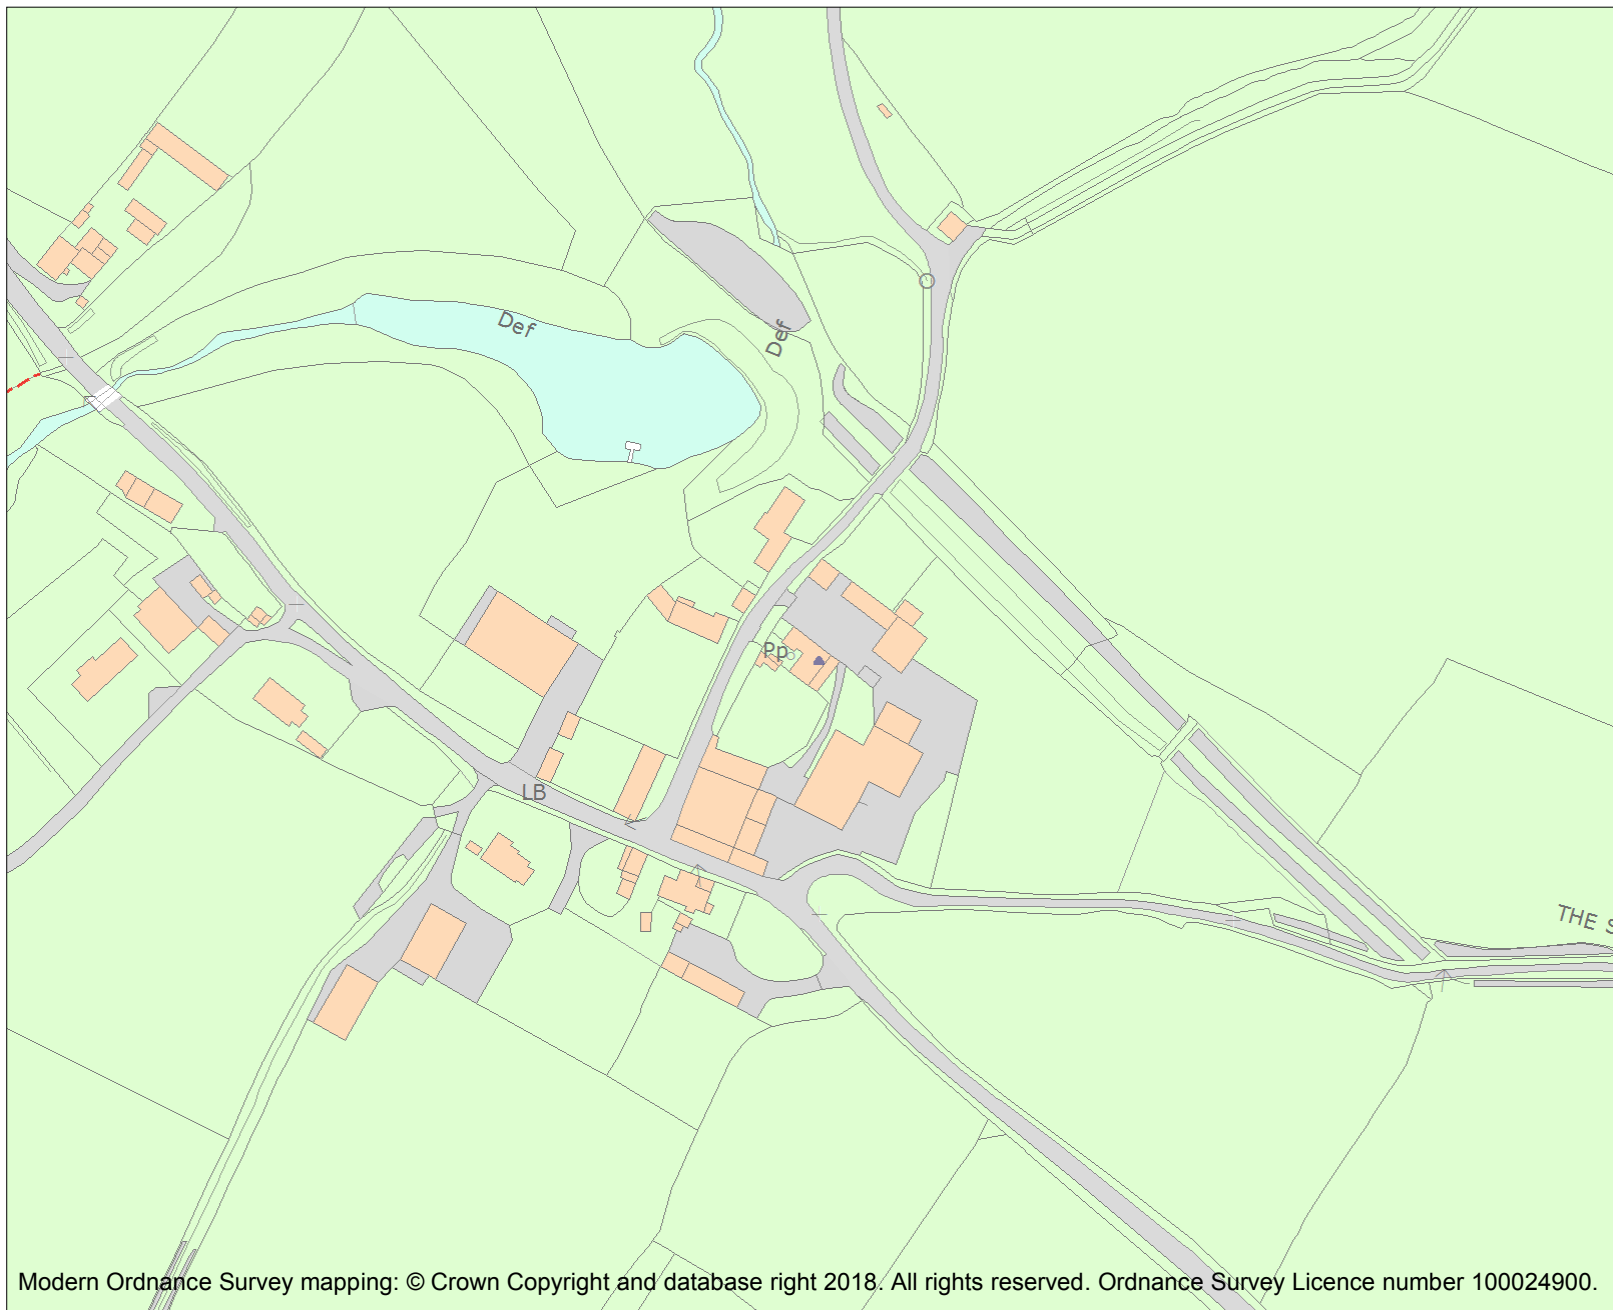 Def
Def
Pp
LB
THE S
Modern Ordnance Survey mapping: © Crown Copyright and database right 2018. All rights reserved. Ordnance Survey Licence number 100024900.